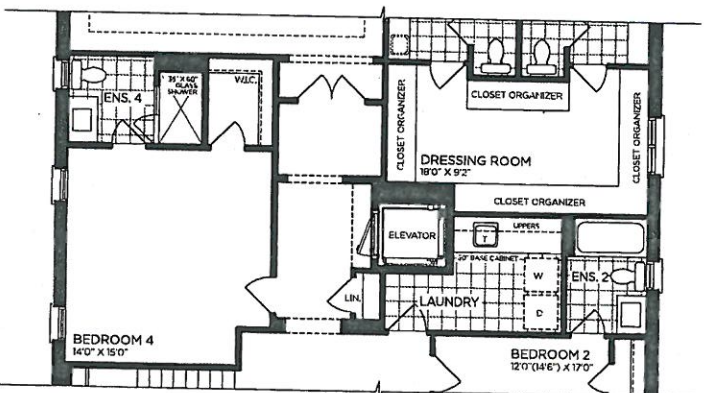 ENS. 4
35" X 60"
GLASS
SHOWER
W.I.C.
CLOSET ORGANIZER
CLOSET ORGANIZER
DRESSING ROOM
18'0" X 9'2"
CLOSET ORGANIZER
CLOSET ORGANIZER
ELEVATOR
UPPERS
T
30" BASE CABINET
W
D
ENS. 2
LIN.
LAUNDRY
BEDROOM 4
14'0" X 15'0"
BEDROOM 2
12'0"(14'6") X 17'0"